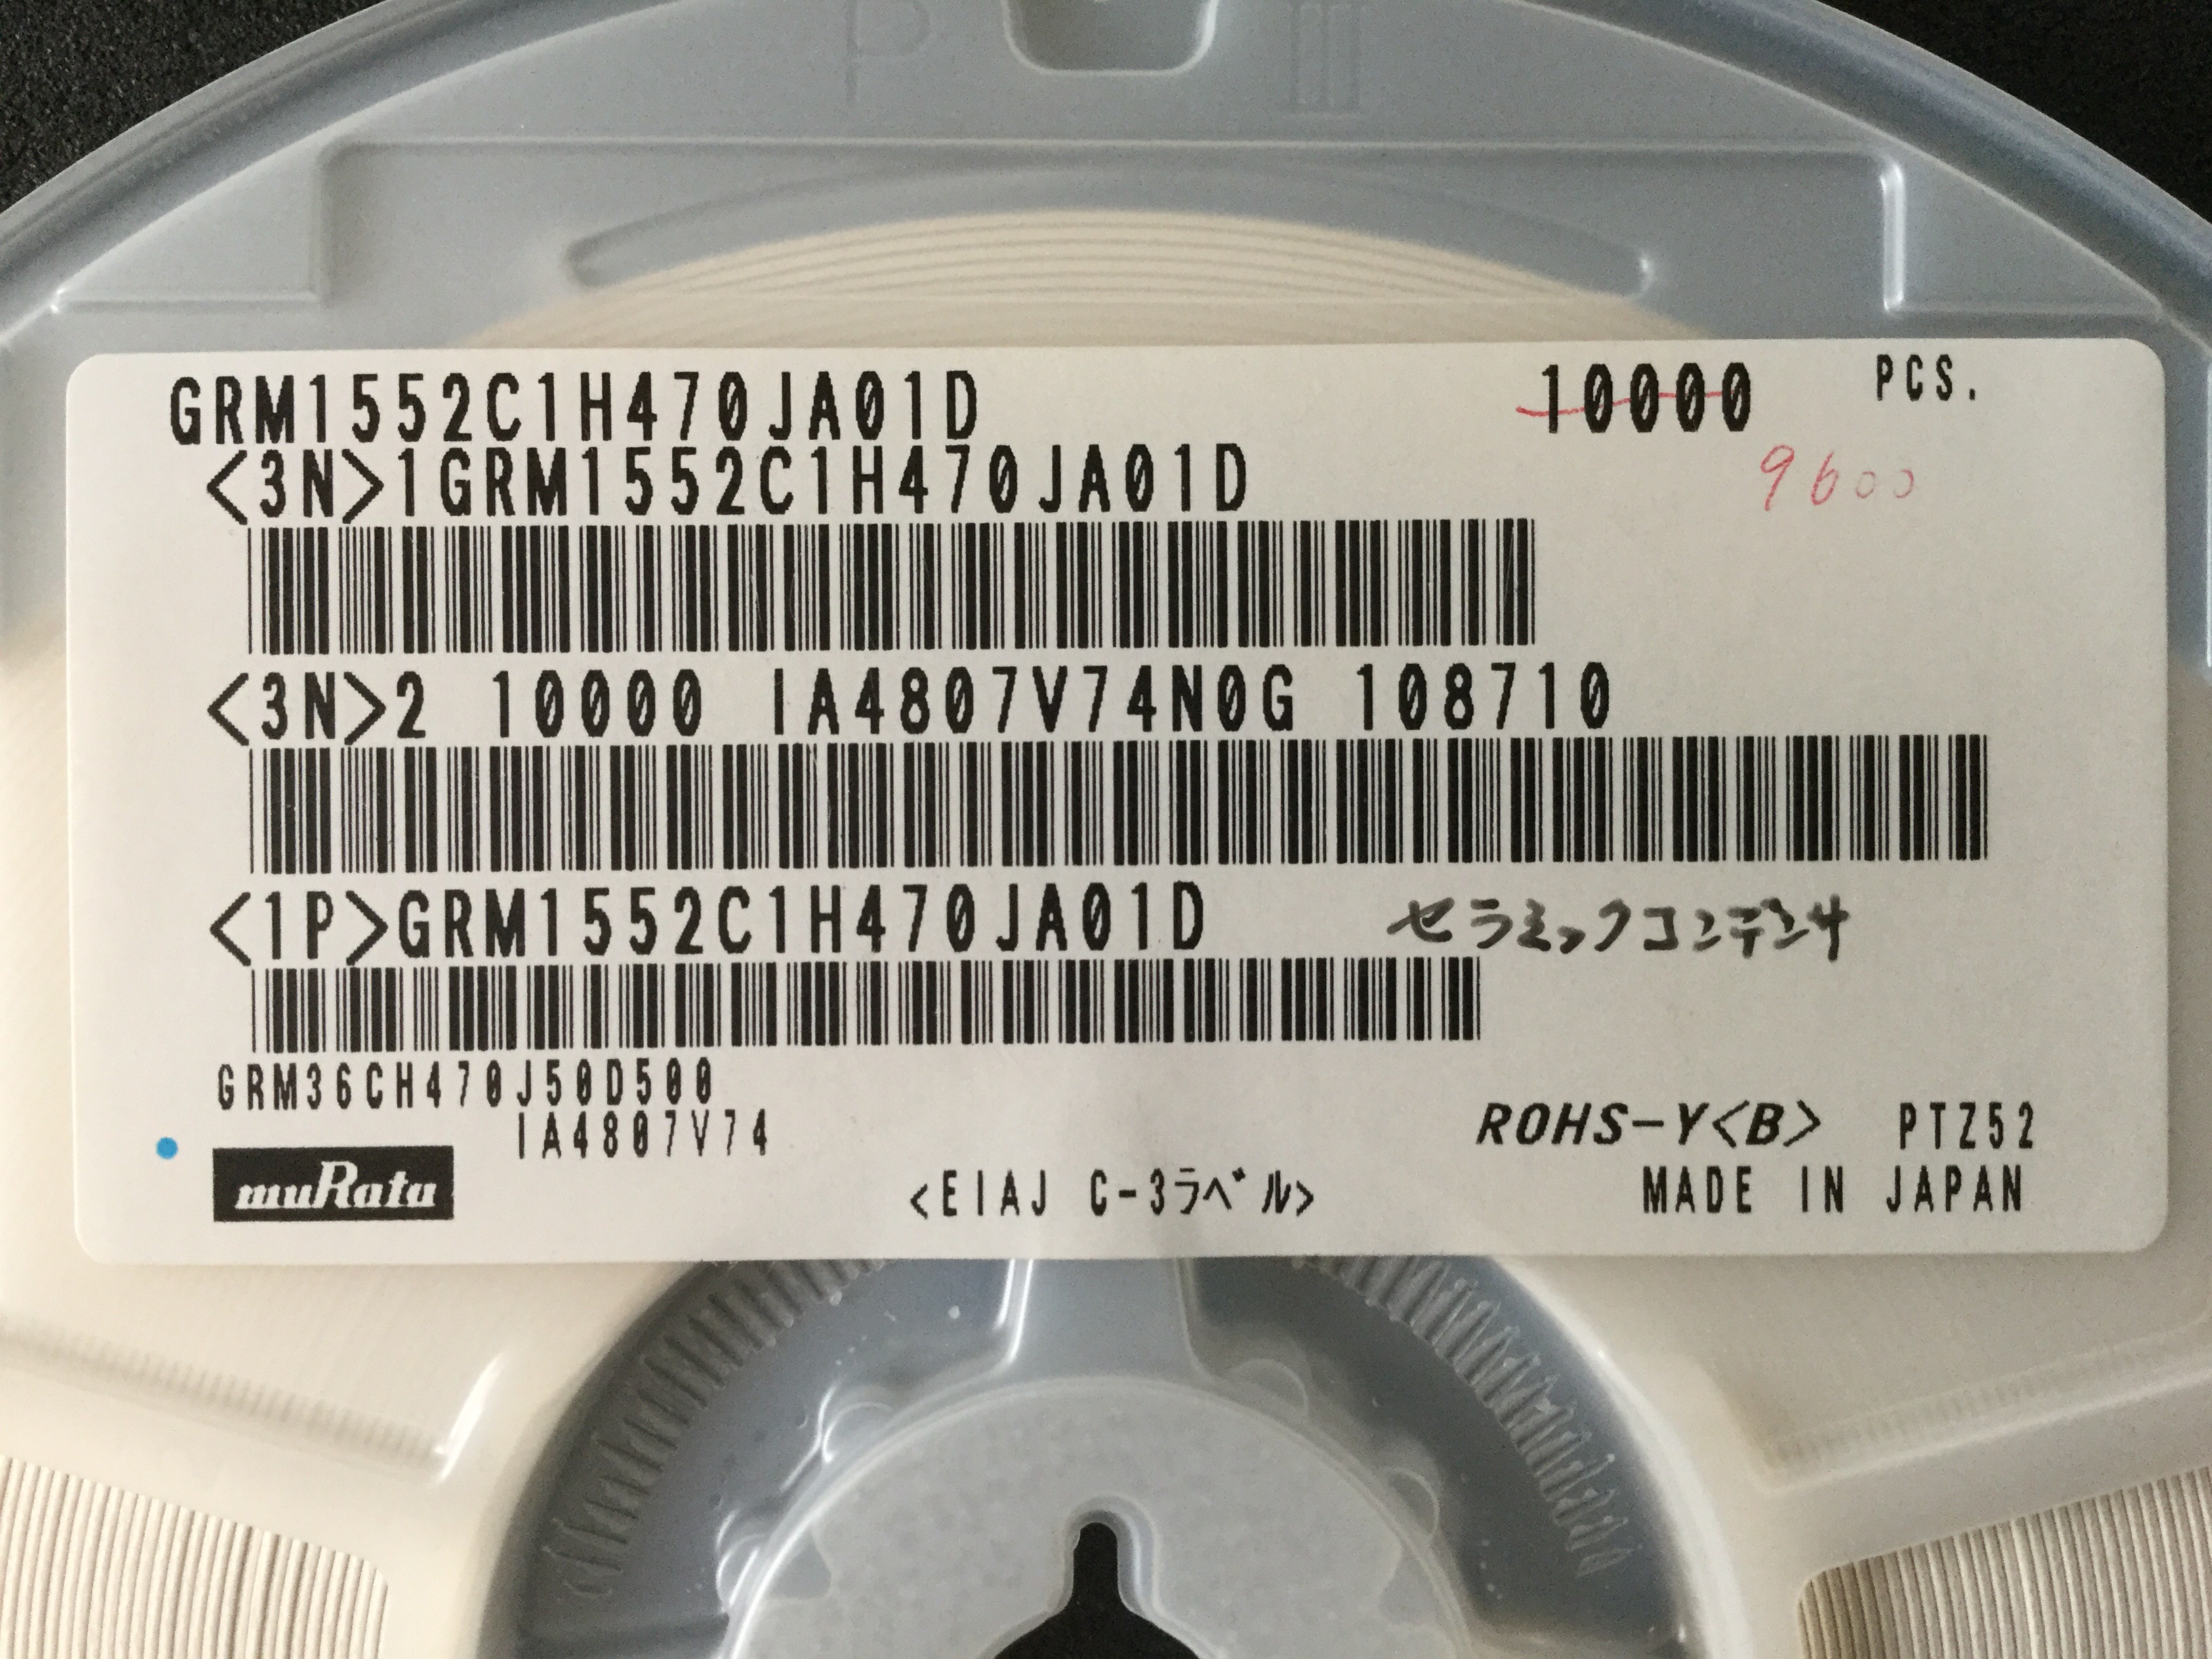 GRM1552C1H470JA01D 10000 PCS.
<3N>1GRM1552C1H470JA01D 9600
<3N>2 10000 IA4807V74N0G 108710
<1P>GRM1552C1H470JA01D セラミックコンデンサ
GRM36CH470J50D500
IA4807V74
ROHS-Y<B> PTZ52
muRata
<EIAJ C-3ラベル>
MADE IN JAPAN